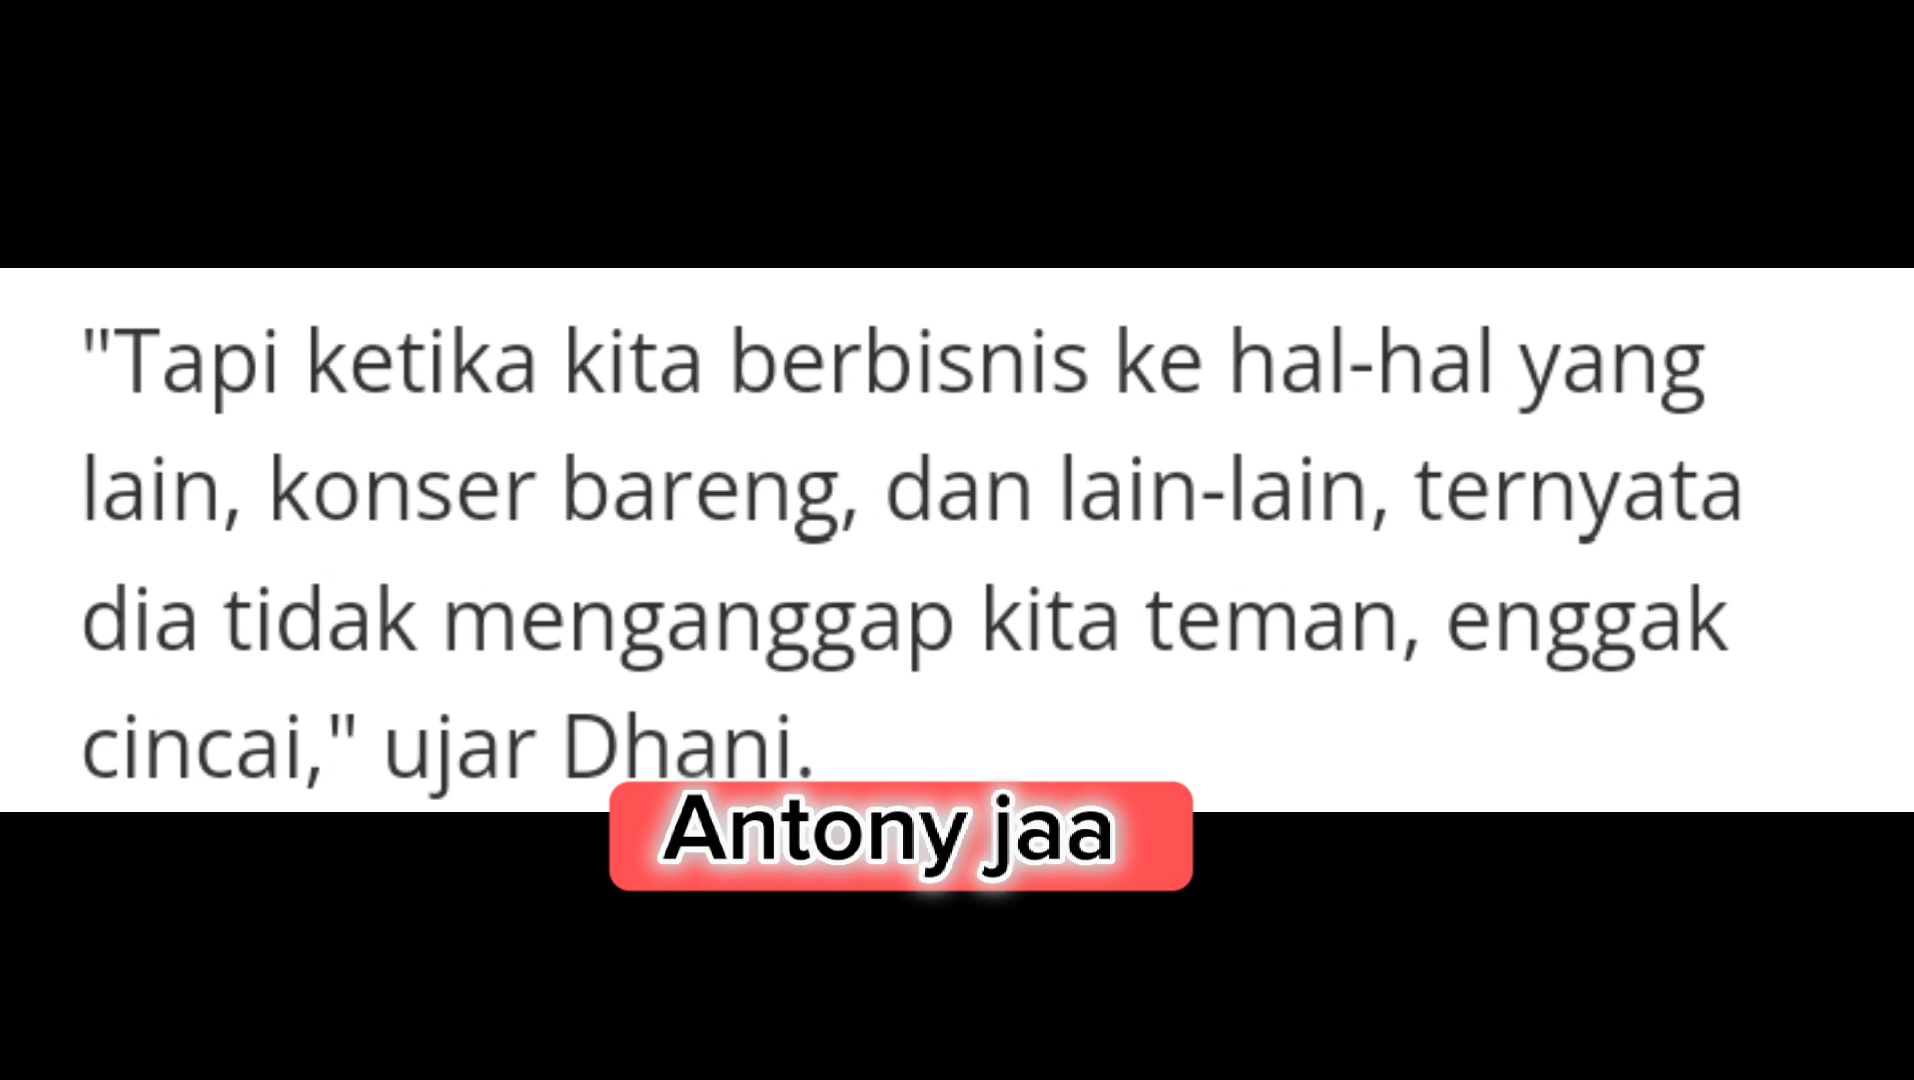 "Tapi ketika kita berbisnis ke hal-hal yang
lain, konser bareng, dan lain-lain, ternyata
dia tidak menganggap kita teman, enggak
cincai," ujar Dhani.
Antony jaa